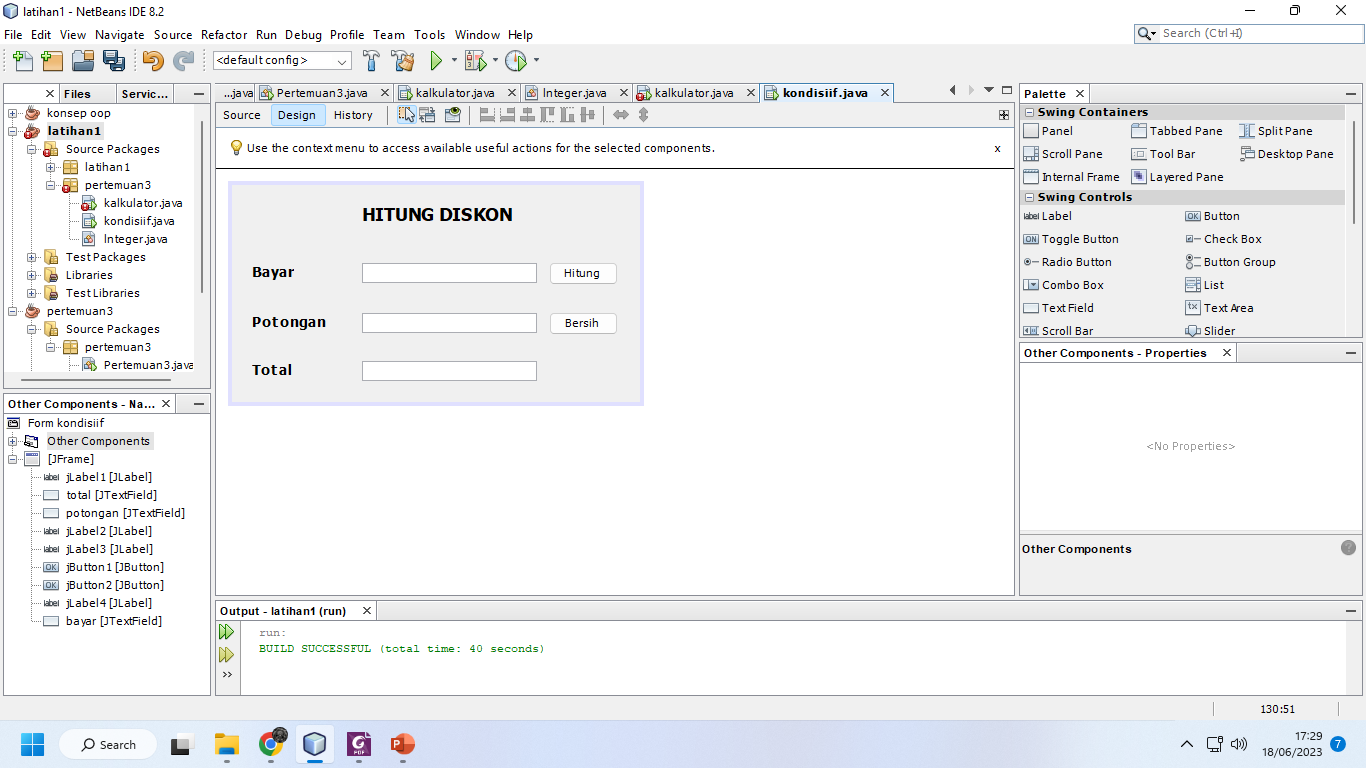 latihan1 - NetBeans IDE 8.2
File Edit View Navigate Source Refactor Run Debug Profile Team Tools Window Help
Search (Ctrl+I)
<default config>
Files
Servic...
konsep oop
latihan1
Source Packages
latihan1
pertemuan3
kalkulator.java
kondisiif.java
Integer.java
Test Packages
Libraries
Test Libraries
pertemuan3
Source Packages
pertemuan3
Pertemuan3.java
Other Components - Na...
Form kondisiif
Other Components
[JFrame]
jLabel1 [JLabel]
total [JTextField]
potongan [JTextField]
jLabel2 [JLabel]
jLabel3 [JLabel]
jButton1 [JButton]
jButton2 [JButton]
jLabel4 [JLabel]
bayar [JTextField]
...java Pertemuan3.java kalkulator.java Integer.java kalkulator.java kondisiif.java
Source Design History
Use the context menu to access available useful actions for the selected components.
x
HITUNG DISKON
Bayar
Hitung
Potongan
Bersih
Total
Output - latihan1 (run)
run:
BUILD SUCCESSFUL (total time: 40 seconds)
>>
Palette
Swing Containers
Panel Tabbed Pane Split Pane
Scroll Pane Tool Bar Desktop Pane
Internal Frame Layered Pane
Swing Controls
label Label OK Button
ON Toggle Button Check Box
Radio Button Button Group
Combo Box List
Text Field Text Area
Scroll Bar Slider
Other Components - Properties
<No Properties>
Other Components
?
130:51
Search
PDF
17:29
18/06/2023
7